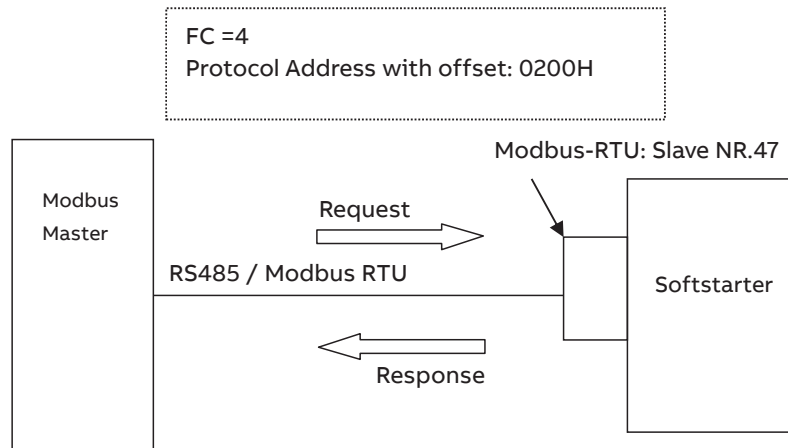 FC =4
Protocol Address with offset: 0200H
Modbus-RTU: Slave NR.47
Modbus
Master
Request
RS485 / Modbus RTU
Softstarter
Response